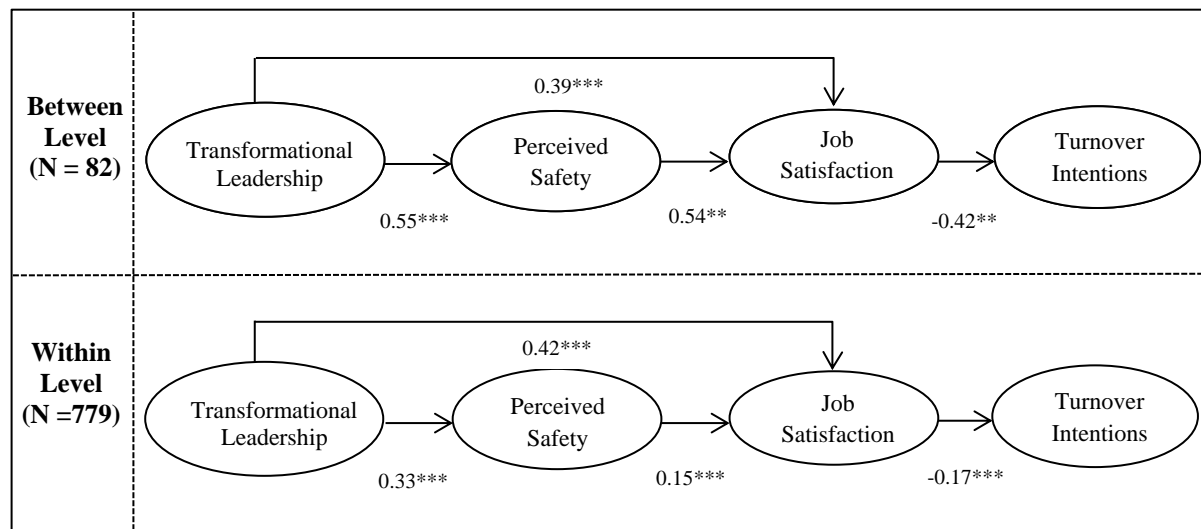 Between
Level
(N = 82)
0.39***
Transformational
Leadership
Perceived
Safety
Job
Satisfaction
Turnover
Intentions
0.55***
0.54**
-0.42**
Within
Level
(N =779)
0.42***
Transformational
Leadership
Perceived
Safety
Job
Satisfaction
Turnover
Intentions
0.33***
0.15***
-0.17***